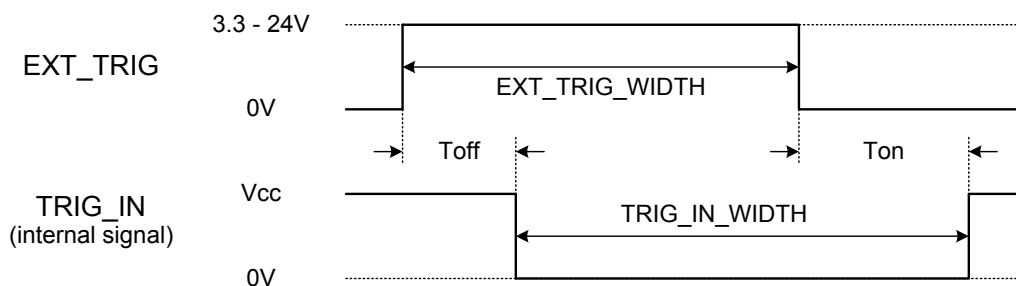 3.3 - 24V
EXT_TRIG
EXT_TRIG_WIDTH
0V
Toff
Ton
Vcc
TRIG_IN
TRIG_IN_WIDTH
(internal signal)
0V